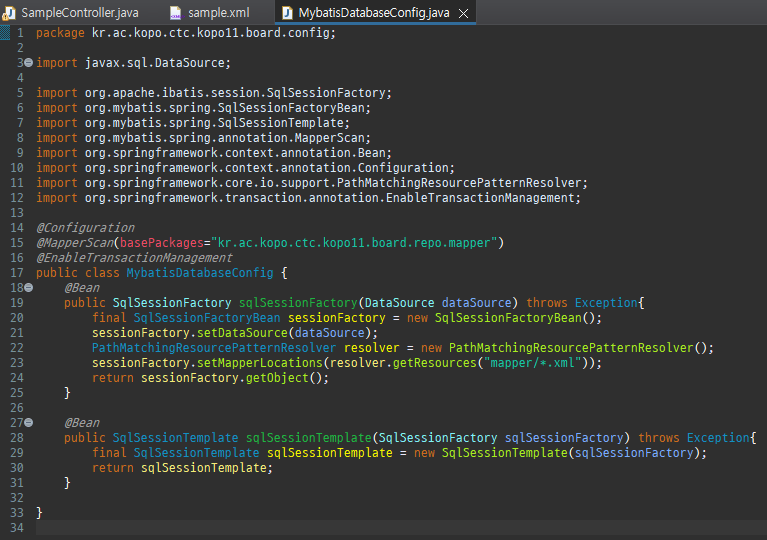 SampleController.java sample.xml MybatisDatabaseConfig.java
1 package kr.ac.kopo.ctc.kopo11.board.config;
2
3 import javax.sql.DataSource;
4
5 import org.apache.ibatis.session.SqlSessionFactory;
6 import org.mybatis.spring.SqlSessionFactoryBean;
7 import org.mybatis.spring.SqlSessionTemplate;
8 import org.mybatis.spring.annotation.MapperScan;
9 import org.springframework.context.annotation.Bean;
10 import org.springframework.context.annotation.Configuration;
11 import org.springframework.core.io.support.PathMatchingResourcePatternResolver;
12 import org.springframework.transaction.annotation.EnableTransactionManagement;
13
14 @Configuration
15 @MapperScan(basePackages="kr.ac.kopo.ctc.kopo11.board.repo.mapper")
16 @EnableTransactionManagement
17 public class MybatisDatabaseConfig {
18 @Bean
19 public SqlSessionFactory sqlSessionFactory(DataSource dataSource) throws Exception{
20 final SqlSessionFactoryBean sessionFactory = new SqlSessionFactoryBean();
21 sessionFactory.setDataSource(dataSource);
22 PathMatchingResourcePatternResolver resolver = new PathMatchingResourcePatternResolver();
23 sessionFactory.setMapperLocations(resolver.getResources("mapper/*.xml"));
24 return sessionFactory.getObject();
25 }
26
27 @Bean
28 public SqlSessionTemplate sqlSessionTemplate(SqlSessionFactory sqlSessionFactory) throws Exception{
29 final SqlSessionTemplate sqlSessionTemplate = new SqlSessionTemplate(sqlSessionFactory);
30 return sqlSessionTemplate;
31 }
32
33 }
34